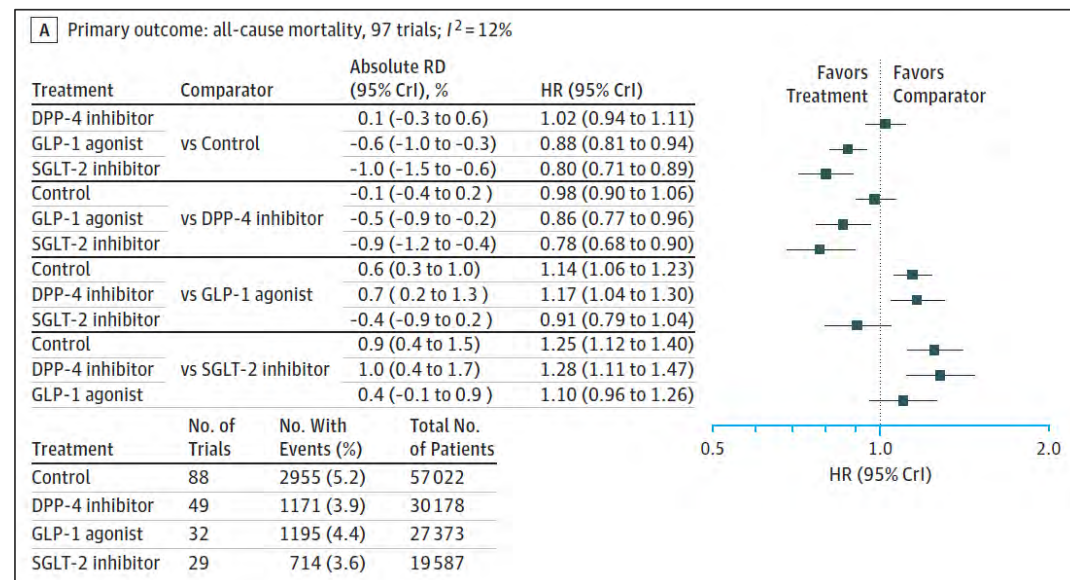 A Primary outcome: all-cause mortality, 97 trials; I² = 12%
Absolute RD
Treatment Comparator (95% CrI), % HR (95% CrI)
Favors Treatment Favors Comparator
DPP-4 inhibitor 0.1 (−0.3 to 0.6) 1.02 (0.94 to 1.11)
GLP-1 agonist vs Control −0.6 (−1.0 to −0.3) 0.88 (0.81 to 0.94)
SGLT-2 inhibitor −1.0 (−1.5 to −0.6) 0.80 (0.71 to 0.89)
Control −0.1 (−0.4 to 0.2 ) 0.98 (0.90 to 1.06)
GLP-1 agonist vs DPP-4 inhibitor −0.5 (−0.9 to −0.2) 0.86 (0.77 to 0.96)
SGLT-2 inhibitor −0.9 (−1.2 to −0.4) 0.78 (0.68 to 0.90)
Control 0.6 (0.3 to 1.0) 1.14 (1.06 to 1.23)
DPP-4 inhibitor vs GLP-1 agonist 0.7 ( 0.2 to 1.3 ) 1.17 (1.04 to 1.30)
SGLT-2 inhibitor −0.4 (−0.9 to 0.2 ) 0.91 (0.79 to 1.04)
Control 0.9 (0.4 to 1.5) 1.25 (1.12 to 1.40)
DPP-4 inhibitor vs SGLT-2 inhibitor 1.0 (0.4 to 1.7) 1.28 (1.11 to 1.47)
GLP-1 agonist 0.4 (−0.1 to 0.9 ) 1.10 (0.96 to 1.26)
0.5 1.0 2.0
HR (95% CrI)
No. of No. With Total No.
Treatment Trials Events (%) of Patients
Control 88 2955 (5.2) 57 022
DPP-4 inhibitor 49 1171 (3.9) 30 178
GLP-1 agonist 32 1195 (4.4) 27 373
SGLT-2 inhibitor 29 714 (3.6) 19 587